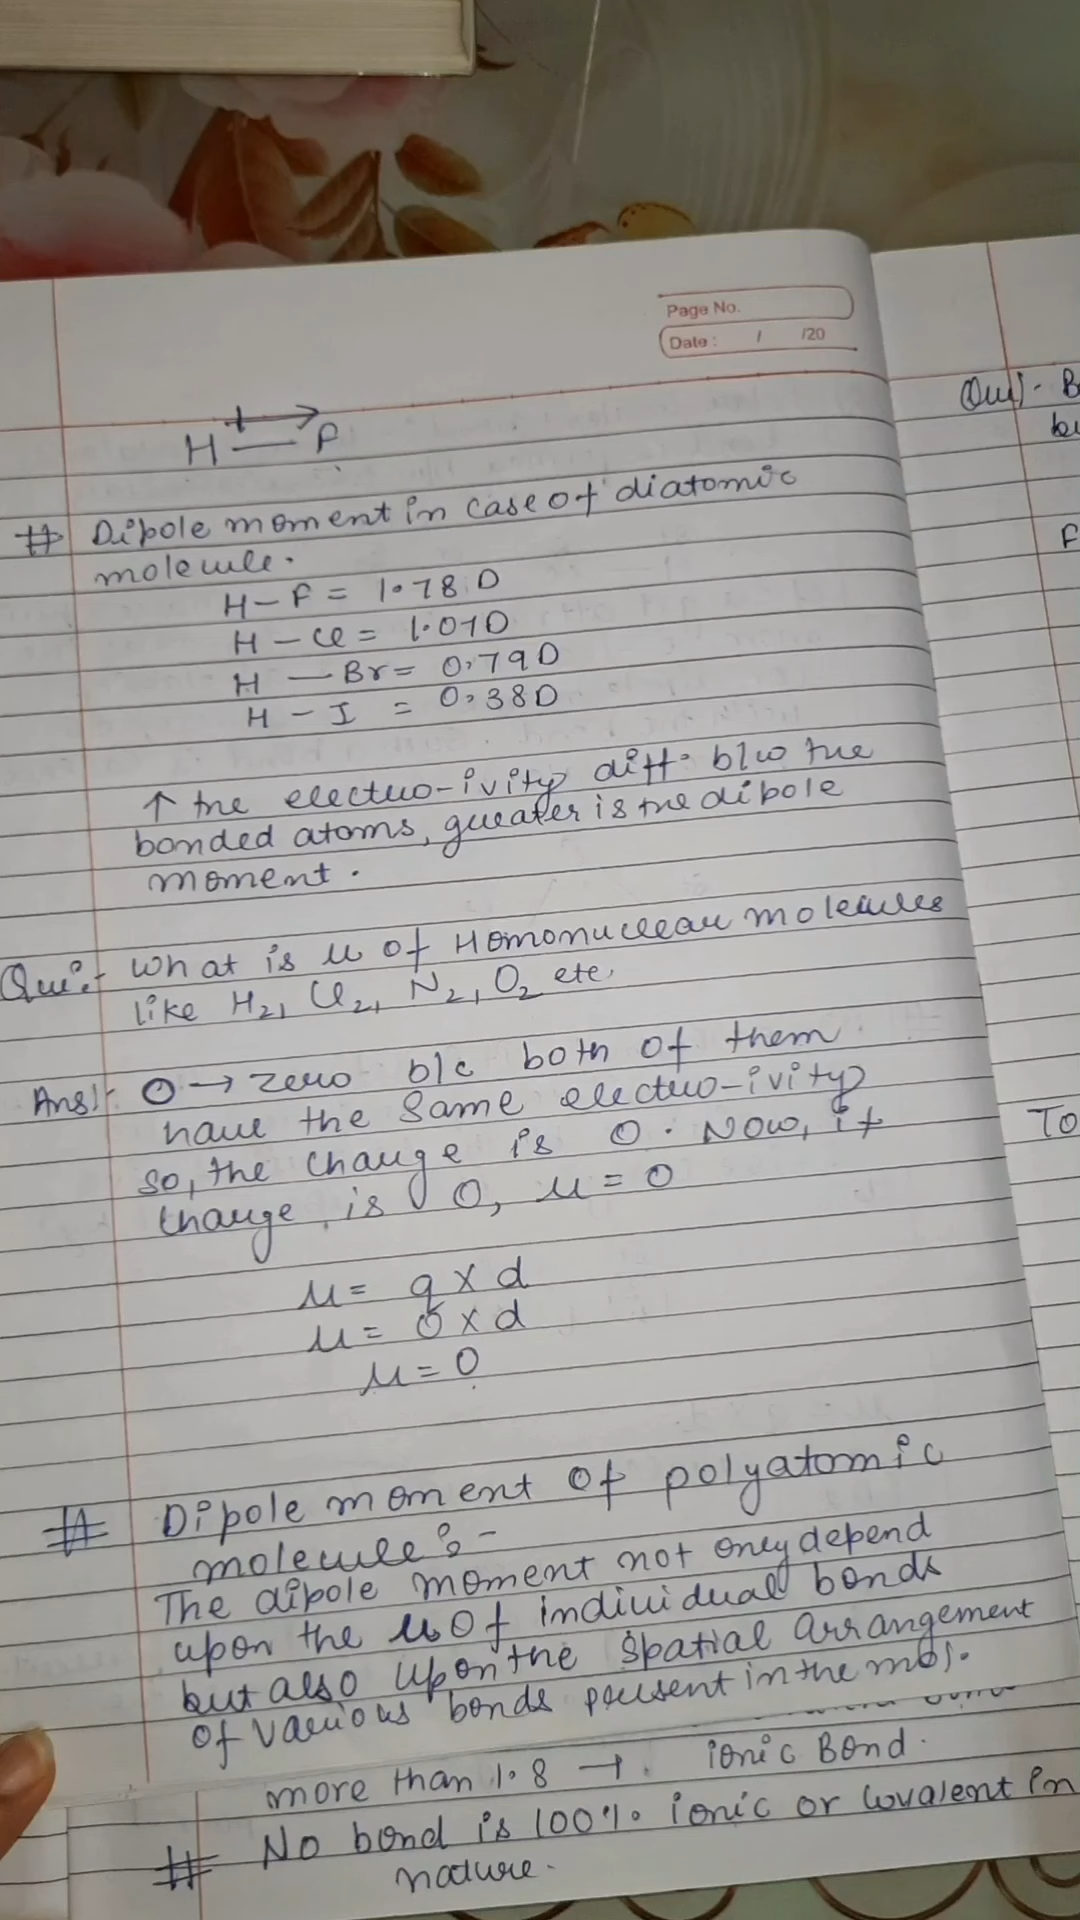 Page No.
Date : / /20
H — F
# Dipole moment in case of diatomic
molecule.
H - F = 1.78 D
H - Cl = 1.07D
H - Br = 0.79D
H - I = 0.38D
↑ the electro-ivity diff. b/w the
bonded atoms, greater is the dipole
moment.
Que:- What is μ of Homonuclear molecules
like H2, Cl2, N2, O2 etc.
Ans:- 0 → zero b/c both of them
have the same electro-ivity
so, the charge is 0. Now, if
charge is 0, μ = 0
μ = q x d
μ = 0 x d
μ = 0
# Dipole moment of polyatomic
molecule :-
The dipole moment not only depend
upon the μ of individual bonds
but also upon the spatial arrangement
of various bonds present in the mol.
more than 1.8 → ionic Bond.
# No bond is 100% ionic or covalent in
nature.
Que)- B
F
TO